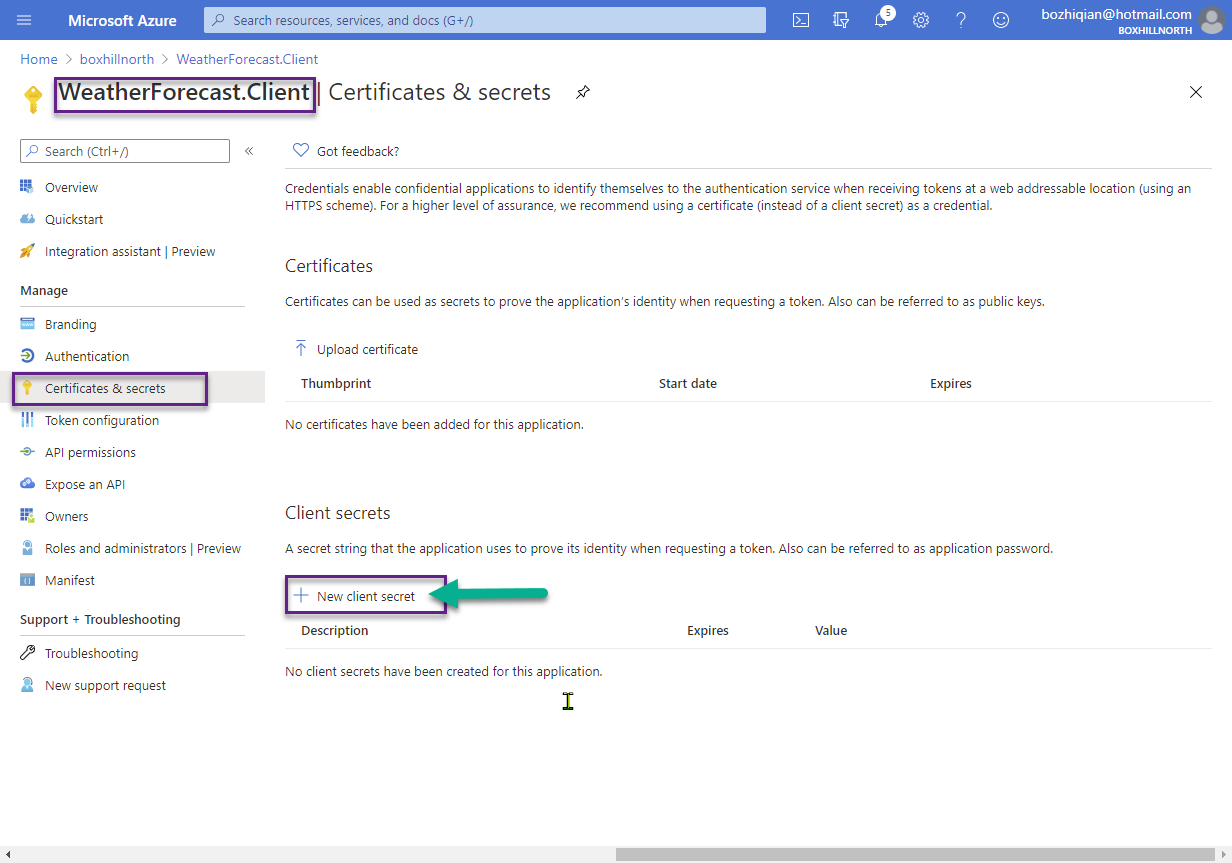 Microsoft Azure
Search resources, services, and docs (G+/)
5
bozhiqian@hotmail.com
BOXHILLNORTH
Home > boxhillnorth > WeatherForecast.Client
WeatherForecast.Client | Certificates & secrets
Search (Ctrl+/)
«
Overview
Quickstart
Integration assistant | Preview
Manage
Branding
Authentication
Certificates & secrets
Token configuration
API permissions
Expose an API
Owners
Roles and administrators | Preview
Manifest
Support + Troubleshooting
Troubleshooting
New support request
Got feedback?
Credentials enable confidential applications to identify themselves to the authentication service when receiving tokens at a web addressable location (using an
HTTPS scheme). For a higher level of assurance, we recommend using a certificate (instead of a client secret) as a credential.
Certificates
Certificates can be used as secrets to prove the application's identity when requesting a token. Also can be referred to as public keys.
Upload certificate
Thumbprint Start date Expires
No certificates have been added for this application.
Client secrets
A secret string that the application uses to prove its identity when requesting a token. Also can be referred to as application password.
New client secret
Description Expires Value
No client secrets have been created for this application.